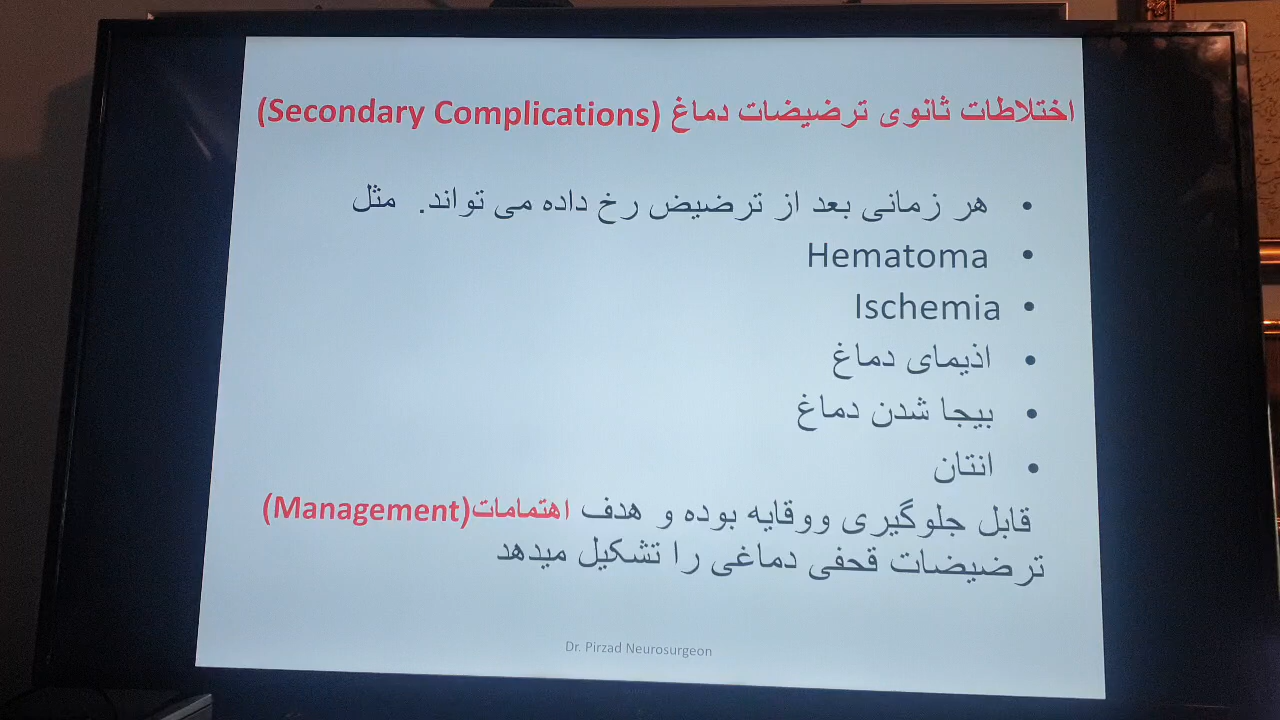 اختلاطات ثانوی ترضیضات دماغ (Secondary Complications)
• هر زمانی بعد از ترضیض رخ داده می تواند. مثل
• Hematoma
• Ischemia
• اذیمای دماغ
• بیجا شدن دماغ
• انتان
قابل جلوگیری ووقایه بوده و هدف اهتمامات(Management)
ترضیضات قحفی دماغی را تشکیل میدهد
Dr. Pirzad Neurosurgeon